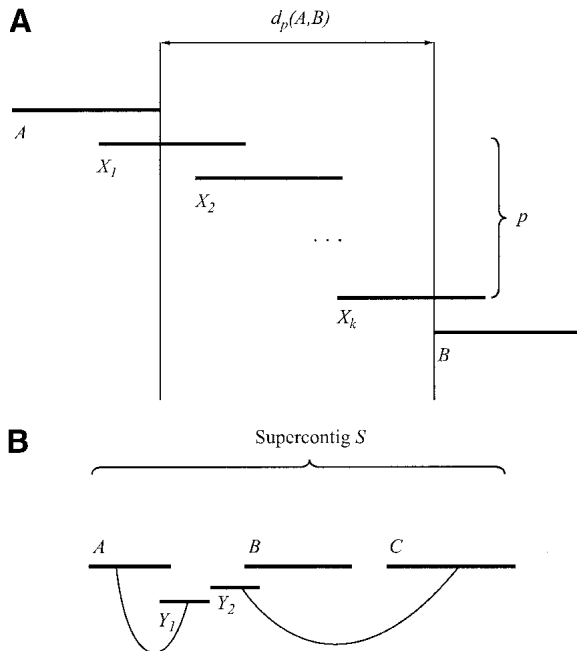 A
d_p(A,B)
A
X_1
X_2
. . .
p
X_k
B
B
Supercontig S
A
B
C
Y_1
Y_2